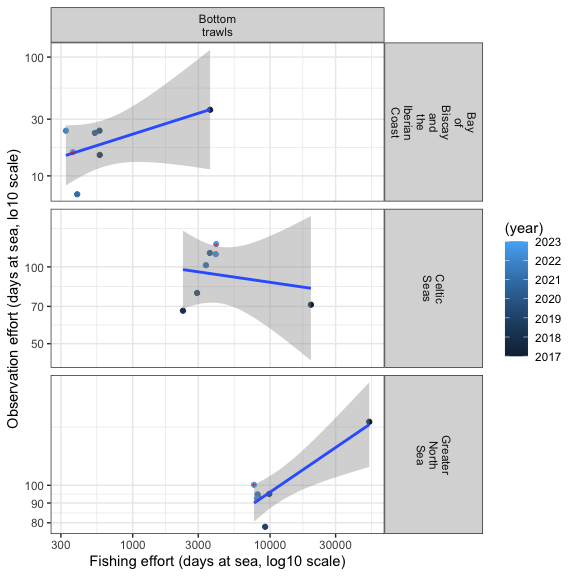 Bottom
trawls
100
30
10
Bay
of
Biscay
and
the
Iberian
Coast
100
70
50
Celtic
Seas
100
90
80
Greater
North
Sea
300
1000
3000
10000
30000
Fishing effort (days at sea, log10 scale)
Observation effort (days at sea, lo10 scale)
(year)
2023
2022
2021
2020
2019
2018
2017